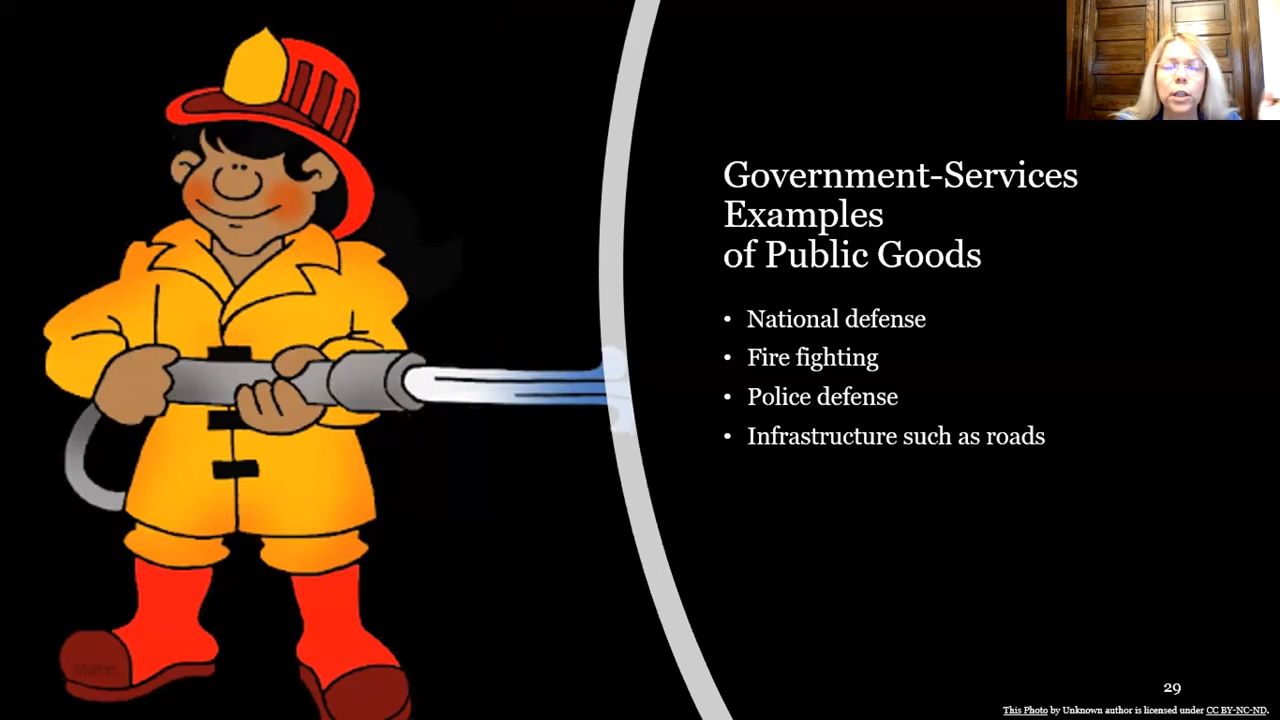 Government-Services
Examples
of Public Goods
• National defense
• Fire fighting
• Police defense
• Infrastructure such as roads
29
This Photo by Unknown author is licensed under CC BY-NC-ND.